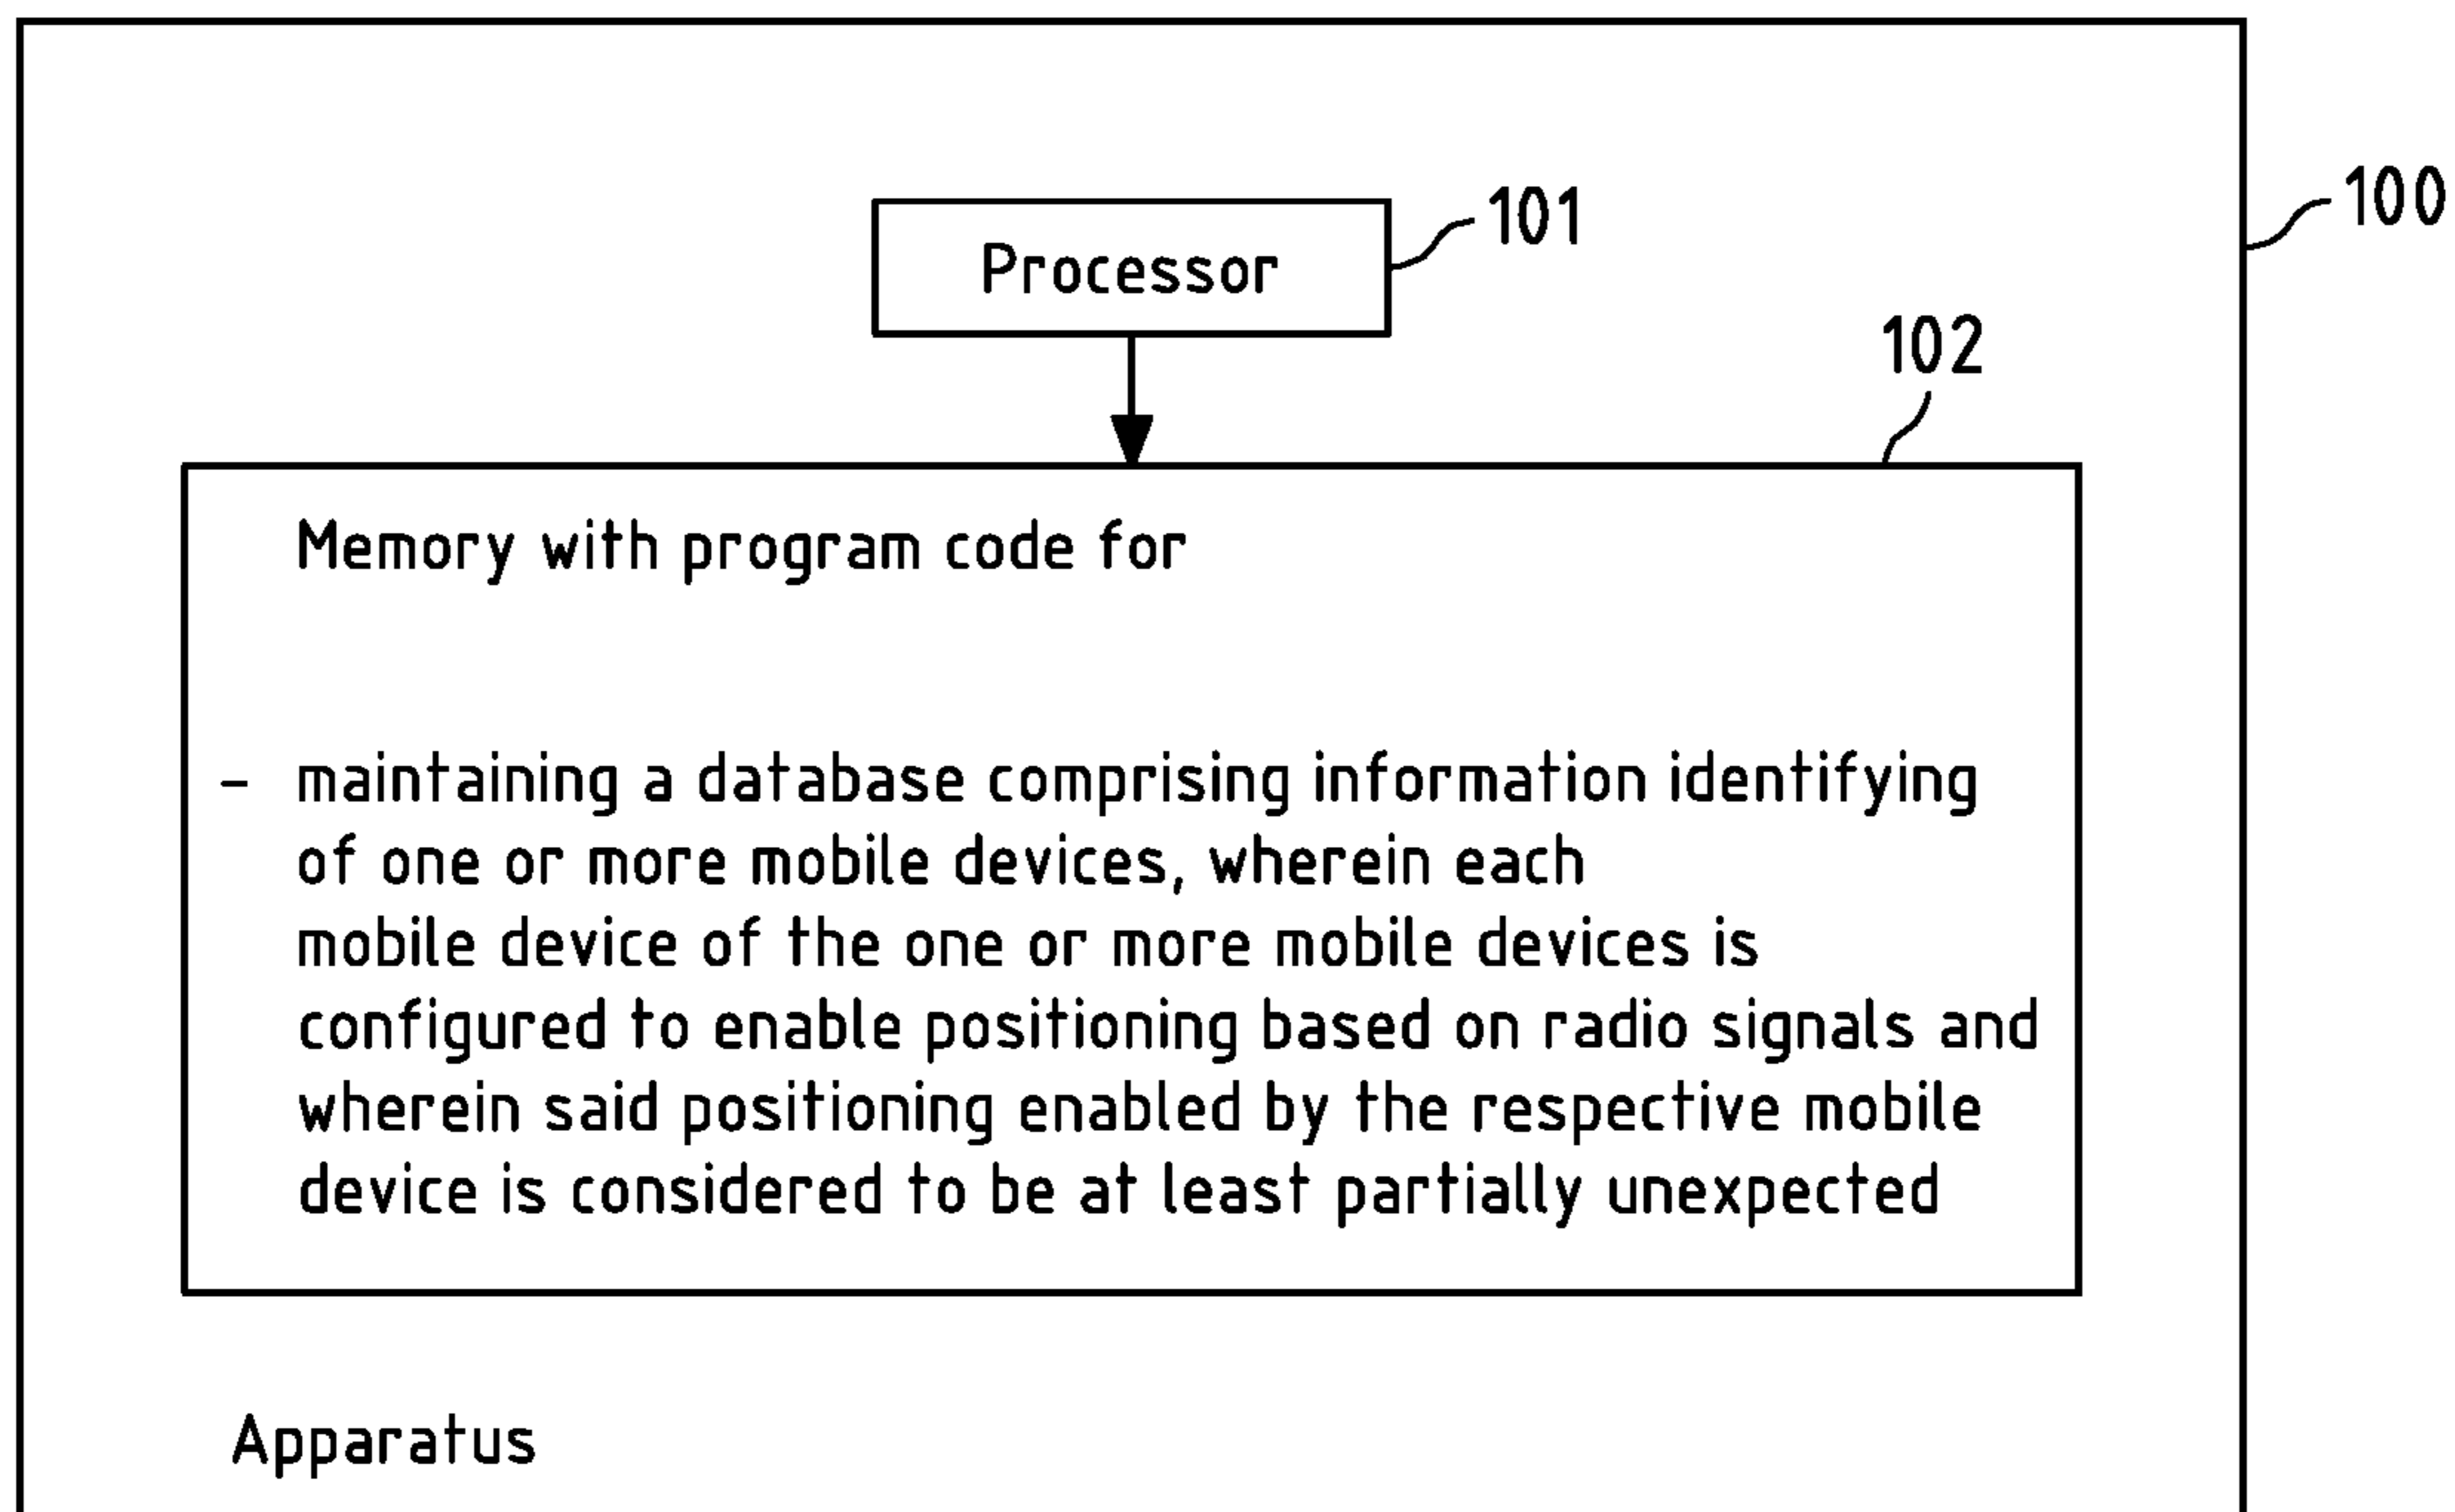 100
101
Processor
102
Memory with program code for
– maintaining a database comprising information identifying
of one or more mobile devices, wherein each
mobile device of the one or more mobile devices is
configured to enable positioning based on radio signals and
wherein said positioning enabled by the respective mobile
device is considered to be at least partially unexpected
Apparatus